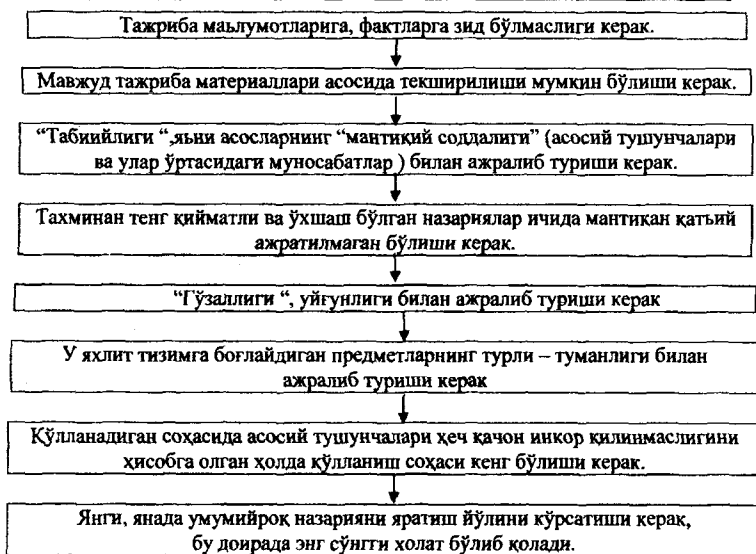 Тажриба маьлумотларига, фактларга зид бўлмаслиги керак.
Мавжуд тажриба материаллари асосида текширилиши мумкин бўлиши керак.
“Табиийлиги “,яьни асосларнинг “мантиқий соддалиги” (асосий тушунчалари
ва улар ўртасидаги муносабатлар ) билан ажралиб туриши керак.
Тахминан тенг қийматли ва ўхшаш бўлган назариялар ичида мантиқан қатъий
ажратилмаган бўлиши керак.
“Гўзаллиги “, уйғунлиги билан ажралиб туриши керак
У яхлит тизимга боғлайдиган предметларнинг турли – туманлиги билан
ажралиб туриши керак
Қўлланадиган соҳасида асосий тушунчалари ҳеч қачон инкор қилинмаслигини
ҳисобга олган ҳолда қўлланиш соҳаси кенг бўлиши керак.
Янги, янада умумийроқ назарияни яратиш йўлини кўрсатиши керак,
бу доирада энг сўнгги холат бўлиб қолади.